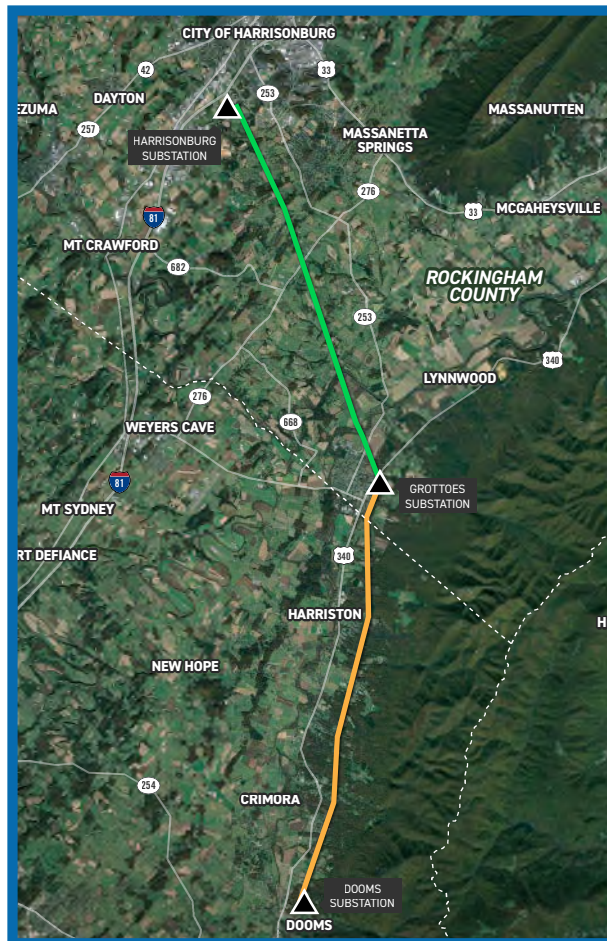 CITY OF HARRISONBURG
42
33
253
EZUMA
DAYTON
MASSANUTTEN
257
MASSANETTA
SPRINGS
HARRISONBURG
SUBSTATION
276
33
MCGAHEYSVILLE
81
MT CRAWFORD
682
ROCKINGHAM
COUNTY
253
340
LYNNWOOD
276
668
WEYERS CAVE
81
MT SYDNEY
GROTTOES
SUBSTATION
RT DEFIANCE
340
HARRISTON
H
NEW HOPE
254
CRIMORA
DOOMS
SUBSTATION
DOOMS